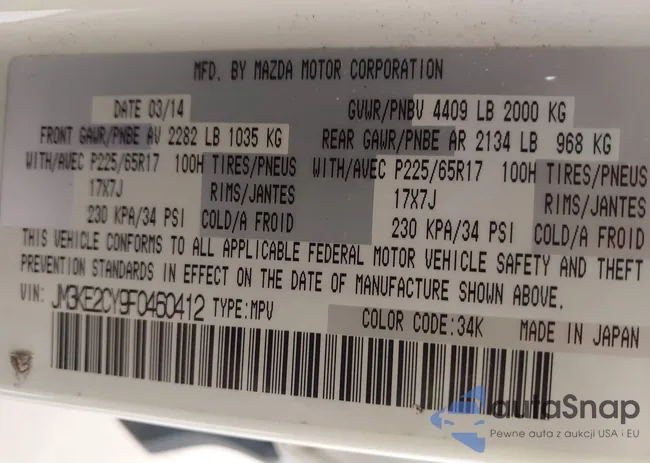 MFD. BY MAZDA MOTOR CORPORATION
DATE 03/14 GVWR/PNBV 4409 LB 2000 KG
FRONT GAWR/PNBE AV 2282 LB 1035 KG REAR GAWR/PNBE AR 2134 LB 968 KG
WITH/AVEC P225/65R17 100H TIRES/PNEUS WITH/AVEC P225/65R17 100H TIRES/PNEUS
17X7J RIMS/JANTES 17X7J RIMS/JANTES
230 KPA/34 PSI COLD/A FROID 230 KPA/34 PSI COLD/A FROID
THIS VEHICLE CONFORMS TO ALL APPLICABLE FEDERAL MOTOR VEHICLE SAFETY AND THEFT
PREVENTION STANDARDS IN EFFECT ON THE DATE OF MANUFACTURE SHOWN ABOVE.
VIN: JM3KE2CY9F0460412 TYPE:MPV
COLOR CODE:34K MADE IN JAPAN
autaSnap
Pewne auta z aukcji USA i EU